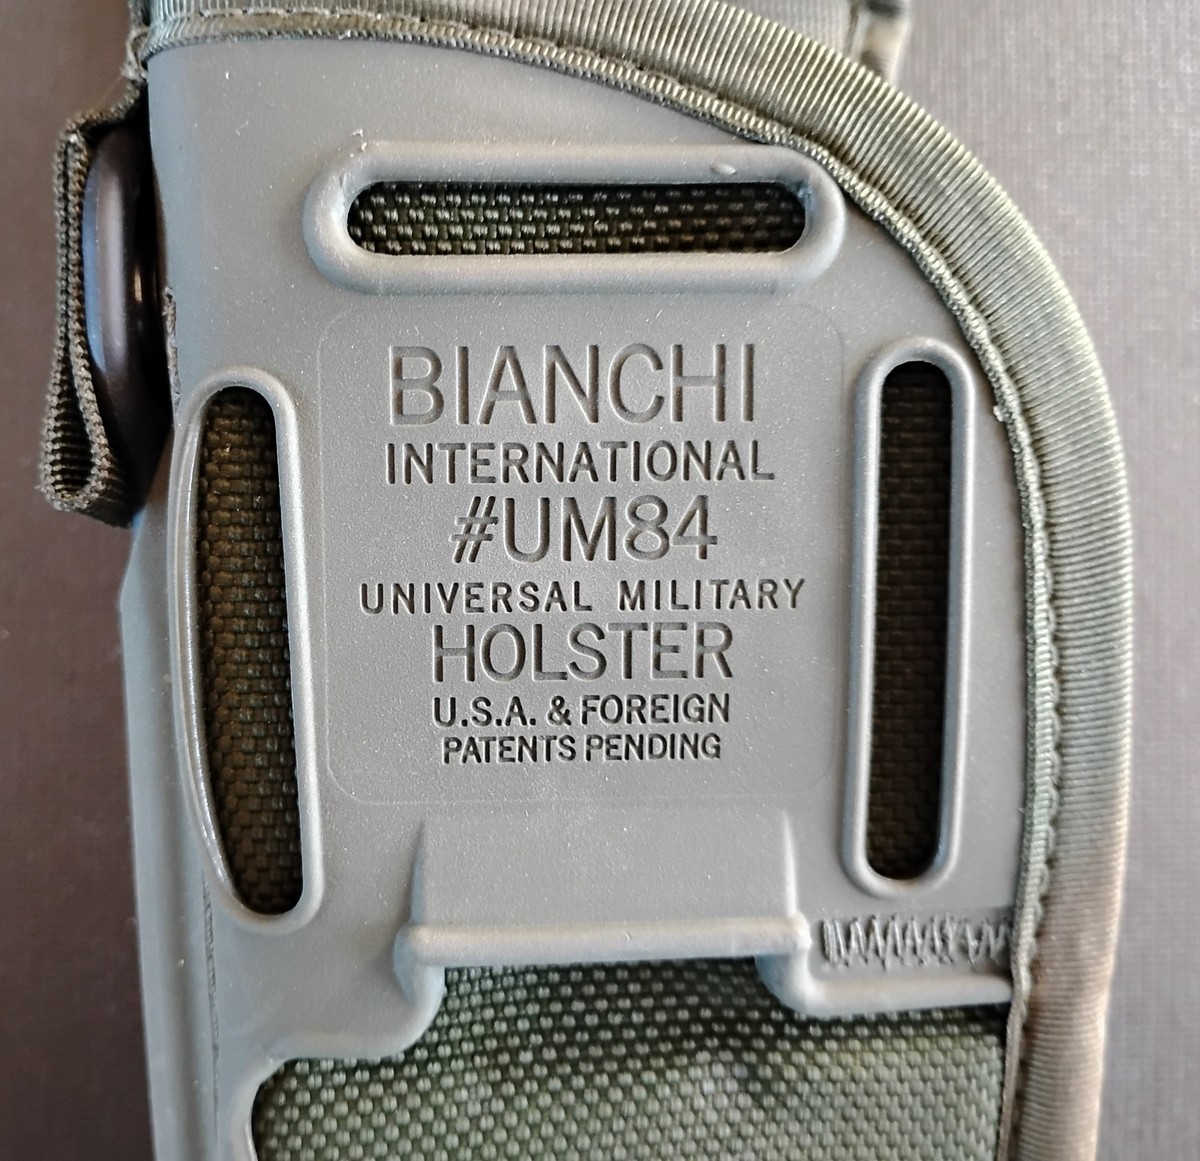 BIANCHI
INTERNATIONAL
#UM84
UNIVERSAL MILITARY
HOLSTER
U.S.A. & FOREIGN
PATENTS PENDING